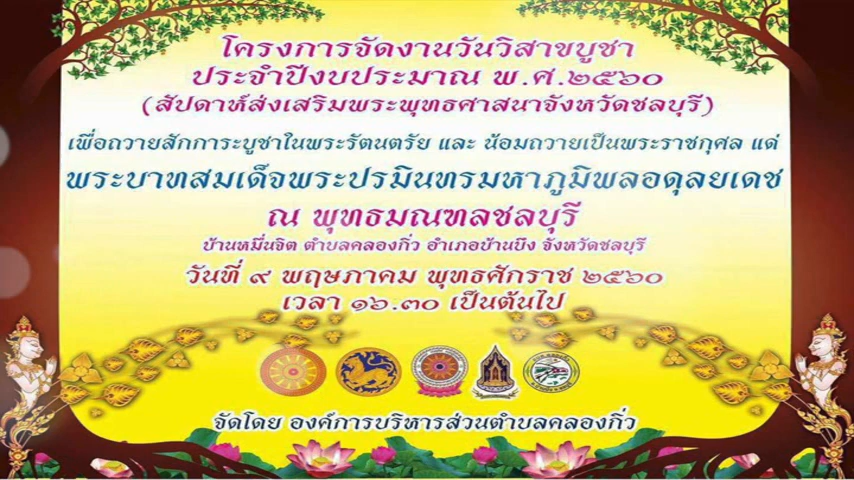 โครงการจัดงานวันวิสาขบูชา
ประจำปีงบประมาณ พ.ศ.๒๕๖๐
(สัปดาห์ส่งเสริมพระพุทธศาสนาจังหวัดชลบุรี)
เพื่อถวายสักการะบูชาในพระรัตนตรัย และ น้อมถวายเป็นพระราชกุศล แด่
พระบาทสมเด็จพระปรมินทรมหาภูมิพลอดุลยเดช
ณ พุทธมณฑลชลบุรี
บ้านหมื่นจิต ตำบลคลองกิ่ว อำเภอบ้านบึง จังหวัดชลบุรี
วันที่ ๙ พฤษภาคม พุทธศักราช ๒๕๖๐
เวลา ๑๖.๓๐ เป็นต้นไป
จัดโดย องค์การบริหารส่วนตำบลคลองกิ่ว